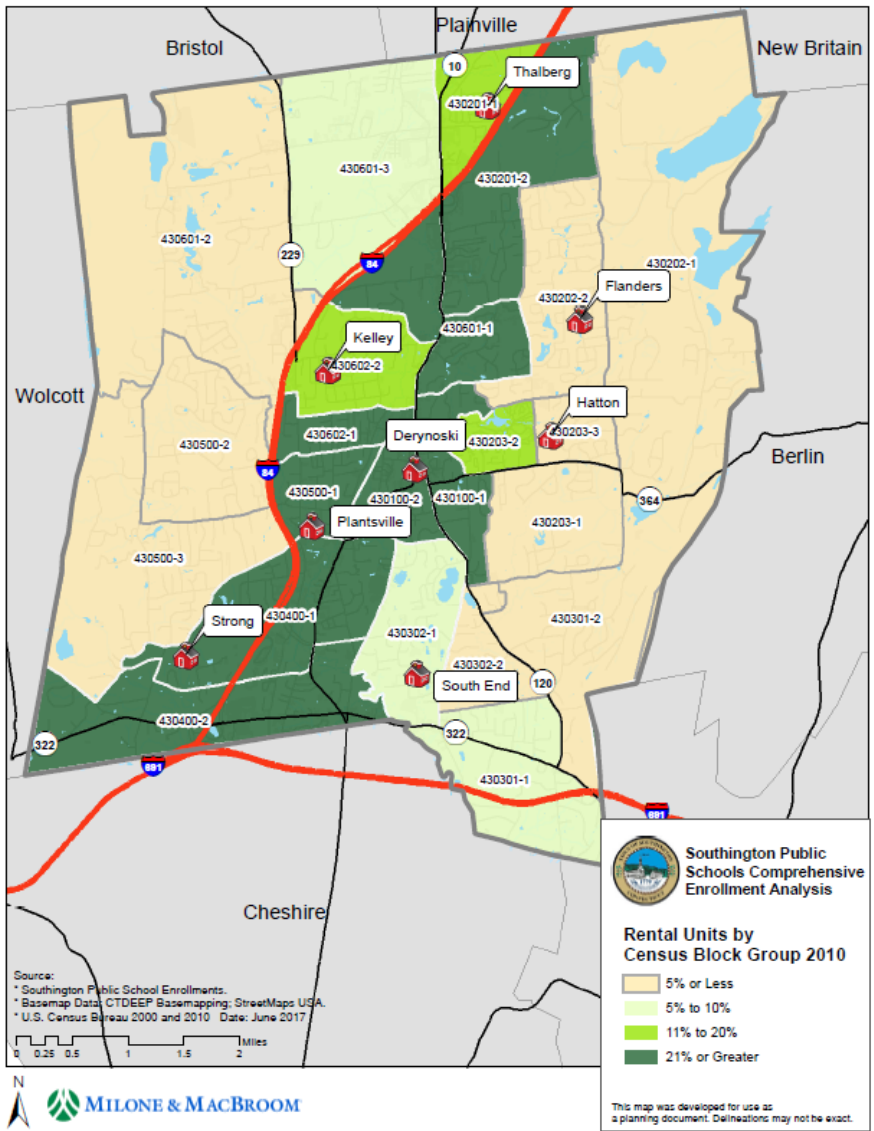 Plainville
Bristol
New Britain
10
Thalberg
430201-1
430601-3
430201-2
430601-2
229
84
430202-1
430202-2
Flanders
430601-1
Kelley
430602-2
Wolcott
Hatton
430500-2
430602-1
Derynoski
430203-2
430203-3
Berlin
84
430500-1
430100-2
430100-1
364
Plantsville
430203-1
430500-3
Strong
430400-1
430302-1
430301-2
430302-2
South End
120
430400-2
322
322
691
430301-1
691
Cheshire
Southington Public
Schools Comprehensive
Enrollment Analysis
Rental Units by
Census Block Group 2010
5% or Less
5% to 10%
11% to 20%
21% or Greater
This map was developed for use as
a planning document. Delineations may not be exact.
Source:
* Southington Public School Enrollments.
* Basemap Data: CTDEEP Basemapping; StreetMaps USA.
* U.S. Census Bureau 2000 and 2010 Date: June 2017
Miles
0 0.25 0.5 1 1.5 2
N
MILONE & MACBROOM